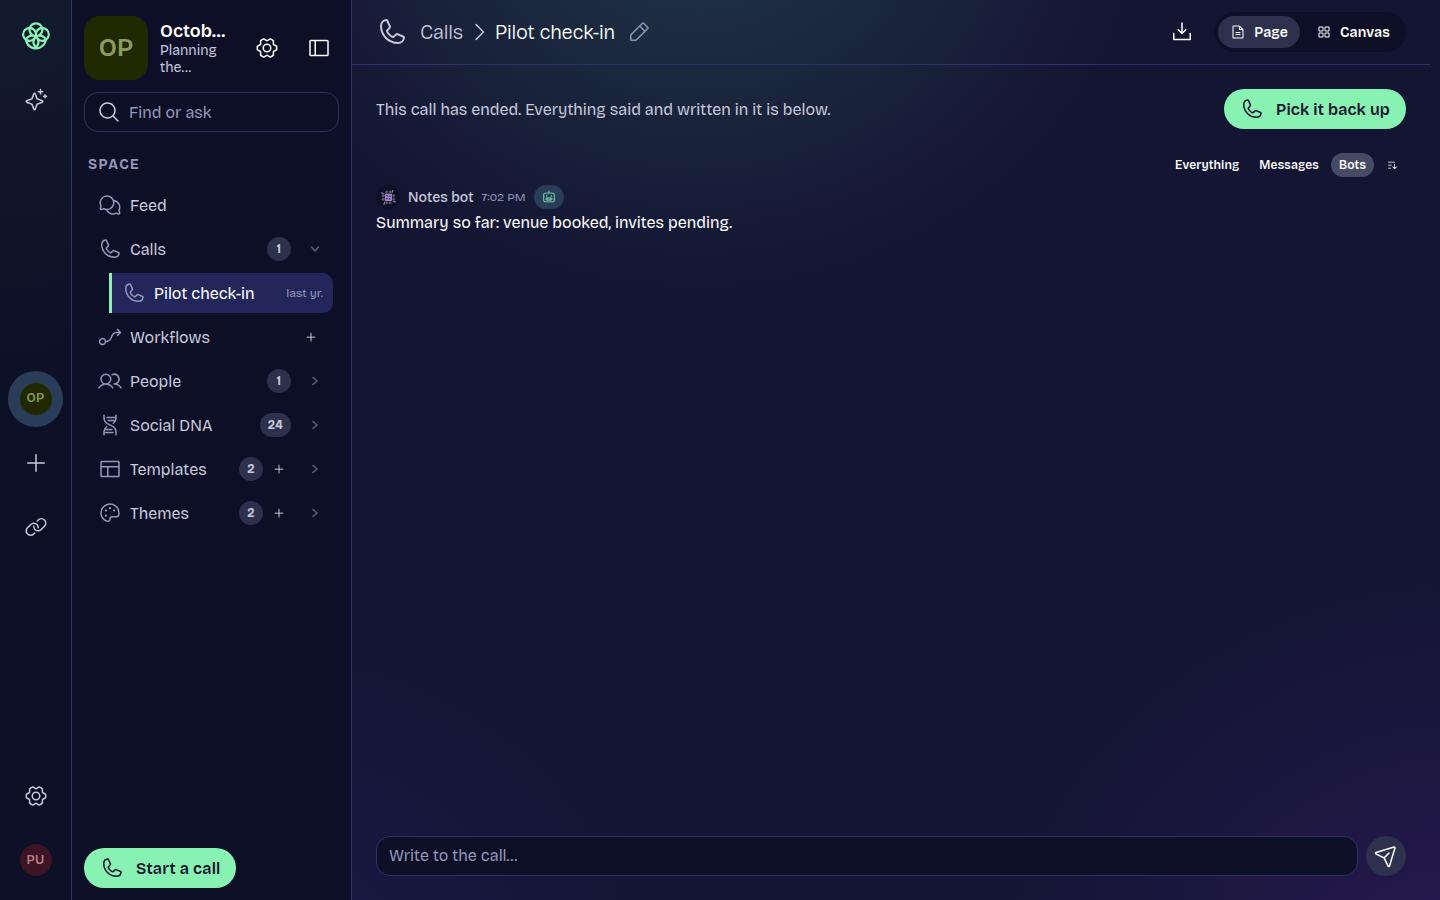 OP
Octob...
Planning
the...
Find or ask
SPACE
Feed
Calls 1
Pilot check-in last yr.
Workflows
People 1
Social DNA 24
Templates 2
Themes 2
OP
PU
Start a call
Calls > Pilot check-in
Page
Canvas
This call has ended. Everything said and written in it is below.
Pick it back up
Everything Messages Bots
Notes bot 7:02 PM
Summary so far: venue booked, invites pending.
Write to the call...